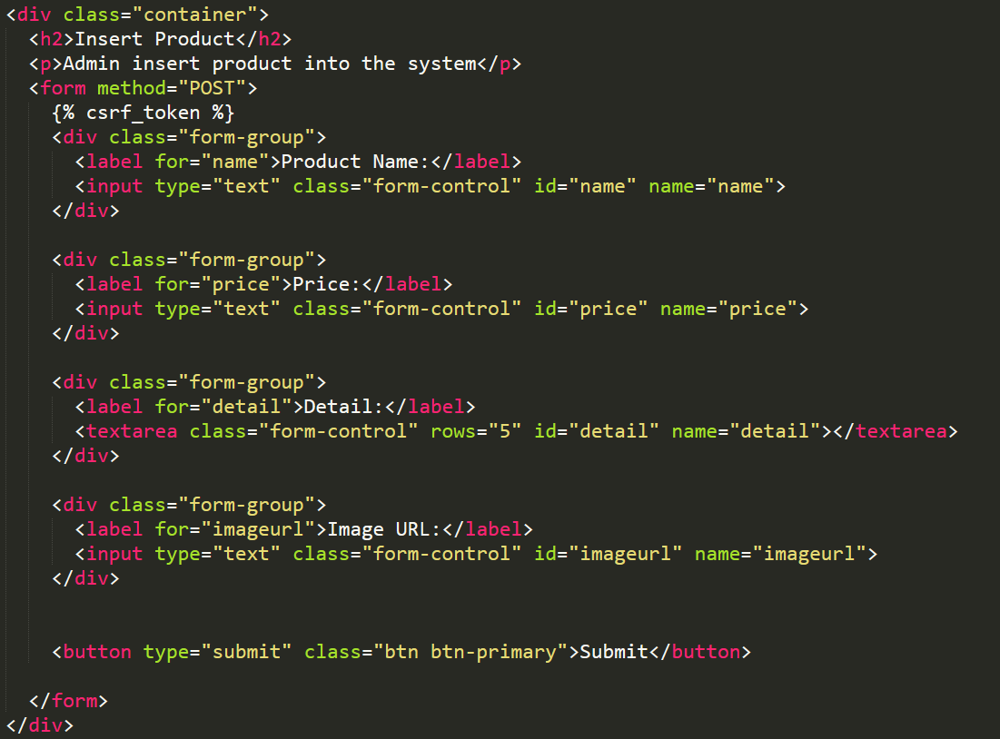 <div class="container">
  <h2>Insert Product</h2>
  <p>Admin insert product into the system</p>
  <form method="POST">
    {% csrf_token %}
    <div class="form-group">
      <label for="name">Product Name:</label>
      <input type="text" class="form-control" id="name" name="name">
    </div>

    <div class="form-group">
      <label for="price">Price:</label>
      <input type="text" class="form-control" id="price" name="price">
    </div>

    <div class="form-group">
      <label for="detail">Detail:</label>
      <textarea class="form-control" rows="5" id="detail" name="detail"></textarea>
    </div>

    <div class="form-group">
      <label for="imageurl">Image URL:</label>
      <input type="text" class="form-control" id="imageurl" name="imageurl">
    </div>


    <button type="submit" class="btn btn-primary">Submit</button>

  </form>
</div>